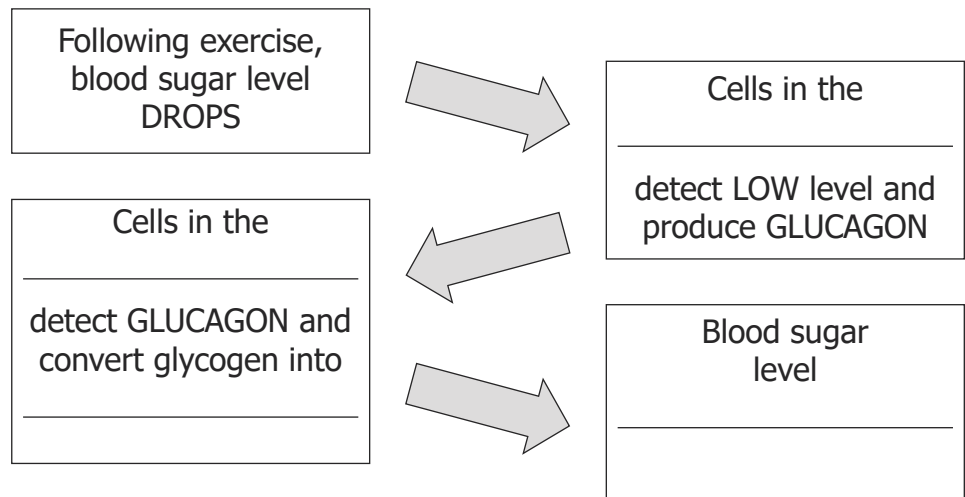 Following exercise,
blood sugar level
DROPS
Cells in the
detect LOW level and
produce GLUCAGON
Cells in the
detect GLUCAGON and
convert glycogen into
Blood sugar
level